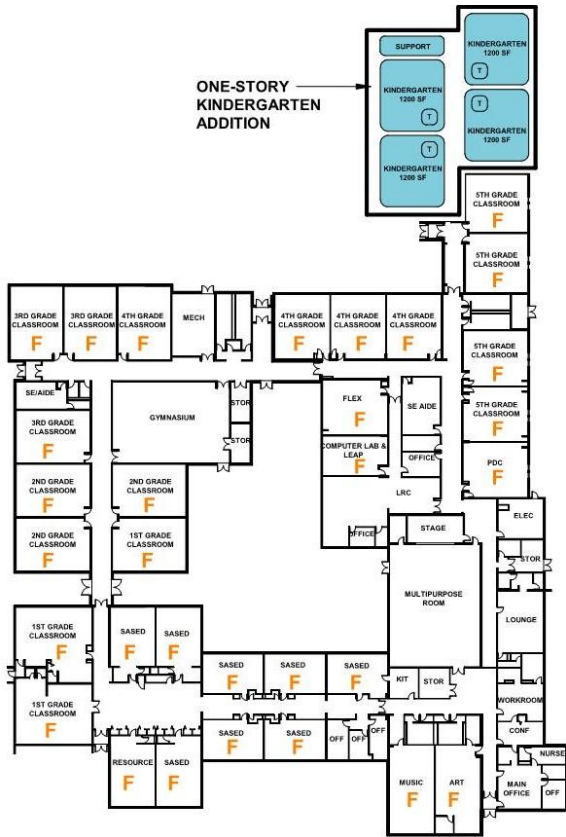 ONE-STORY
KINDERGARTEN
ADDITION
SUPPORT
KINDERGARTEN
1200 SF
T
KINDERGARTEN
1200 SF
T
KINDERGARTEN
1200 SF
T
T
KINDERGARTEN
1200 SF
5TH GRADE
CLASSROOM
F
5TH GRADE
CLASSROOM
F
3RD GRADE
CLASSROOM
F
3RD GRADE
CLASSROOM
F
4TH GRADE
CLASSROOM
F
MECH
4TH GRADE
CLASSROOM
F
4TH GRADE
CLASSROOM
F
4TH GRADE
CLASSROOM
F
5TH GRADE
CLASSROOM
F
SE/AIDE
GYMNASIUM
STOR
STOR
FLEX
F
SE AIDE
5TH GRADE
CLASSROOM
F
3RD GRADE
CLASSROOM
F
COMPUTER LAB &
LEAP
F
OFFICE
PDC
F
2ND GRADE
CLASSROOM
F
2ND GRADE
CLASSROOM
F
LRC
2ND GRADE
CLASSROOM
F
1ST GRADE
CLASSROOM
F
OFFICE
STAGE
ELEC
STOR
MULTIPURPOSE
ROOM
LOUNGE
1ST GRADE
CLASSROOM
F
SASED
F
SASED
F
SASED
F
SASED
F
SASED
F
KIT
STOR
1ST GRADE
CLASSROOM
F
WORKROOM
CONF
SASED
F
SASED
F
OFF
OFF
OFF
RESOURCE
F
SASED
F
MUSIC
F
ART
F
MAIN
OFFICE
NURSE
OFF